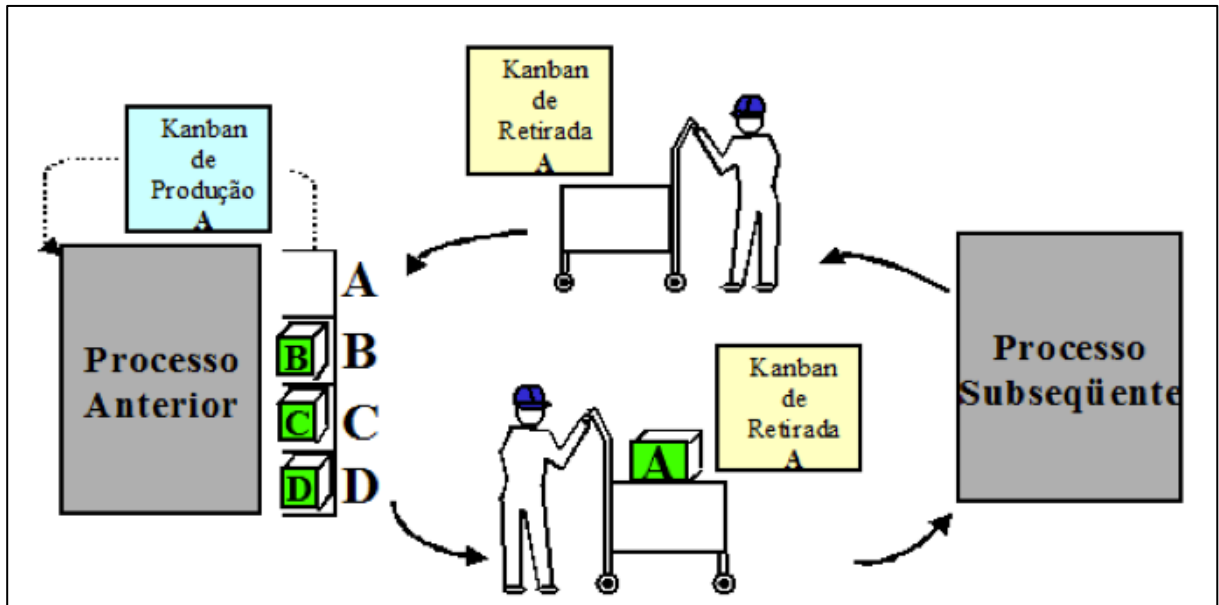 Kanban
de
Retirada
A
Kanban
de
Produção
A
A
B B
C C
D D
Processo
Anterior
Processo
Subseqüente
Kanban
de
Retirada
A
A